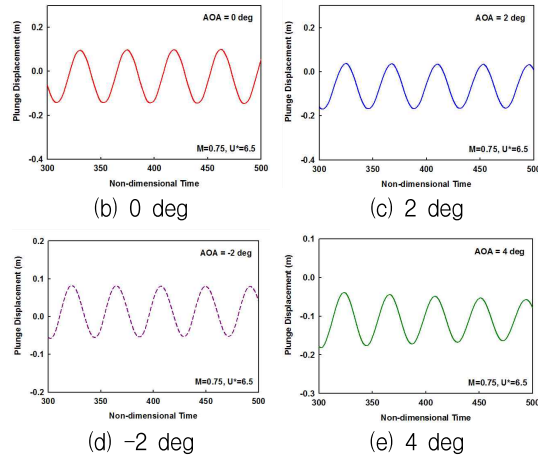 0.2
0.0
-0.2
-0.4
300 350 400 450 500
Plunge Displacement (m)
Non-dimensional Time
AOA = 0 deg
M=0.75, U*=6.5
(b) 0 deg
0.2
0.0
-0.2
-0.4
300 350 400 450 500
Plunge Displacement (m)
Non-dimensional Time
AOA = 2 deg
M=0.75, U*=6.5
(c) 2 deg
0.2
0.1
0.0
-0.1
-0.2
300 350 400 450 500
Plunge Displacement (m)
Non-dimensional Time
AOA = -2 deg
M=0.75, U*=6.5
(d) -2 deg
0.1
0.0
-0.1
-0.2
-0.3
300 350 400 450 500
Plunge Displacement (m)
Non-dimensional Time
AOA = 4 deg
M=0.75, U*=6.5
(e) 4 deg